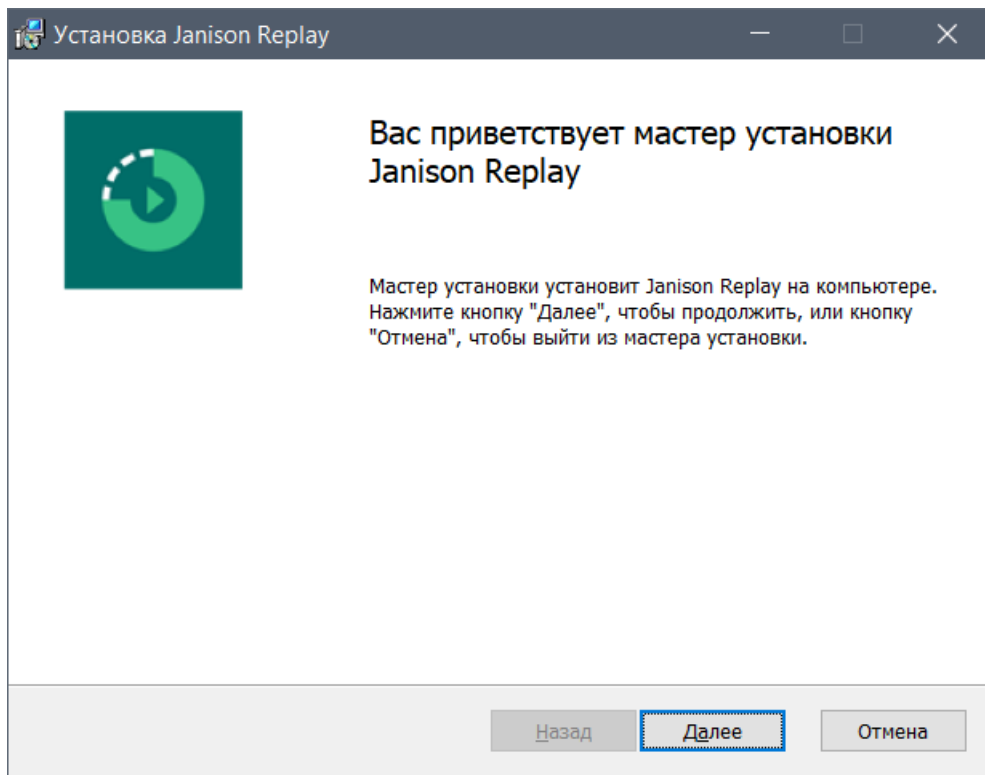 Установка Janison Replay
Вас приветствует мастер установки
Janison Replay
Мастер установки установит Janison Replay на компьютере.
Нажмите кнопку "Далее", чтобы продолжить, или кнопку
"Отмена", чтобы выйти из мастера установки.
Назад Далее Отмена